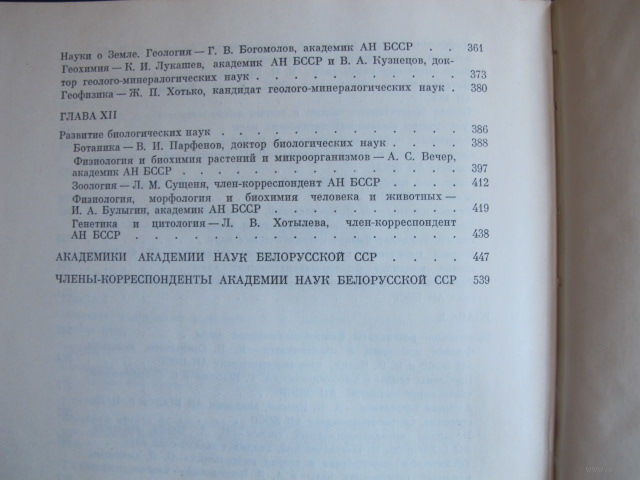 Науки о Земле. Геология — Г. В. Богомолов, академик АН БССР . . 361
Геохимия — К. И. Лукашев, академик АН БССР и В. А. Кузнецов, док-
тор геолого-минералогических наук . . . . . . . . . . . 373
Геофизика — Ж. П. Хотько, кандидат геолого-минералогических наук . 380
ГЛАВА XII
Развитие биологических наук . . . . . . . . . . . . . 386
Ботаника — В. И. Парфенов, доктор биологических наук . . . . 388
Физиология и биохимия растений и микроорганизмов — А. С. Вечер,
академик АН БССР . . . . . . . . . . . . . . 397
Зоология — Л. М. Сущеня, член-корреспондент АН БССР . . . . 412
Физиология, морфология и биохимия человека и животных —
И. А. Булыгин, академик АН БССР . . . . . . . . . . 419
Генетика и цитология — Л. В. Хотылева, член-корреспондент
АН БССР . . . . . . . . . . . . . . . . 438
АКАДЕМИКИ АКАДЕМИИ НАУК БЕЛОРУССКОЙ ССР . . . . 447
ЧЛЕНЫ-КОРРЕСПОНДЕНТЫ АКАДЕМИИ НАУК БЕЛОРУССКОЙ ССР 539